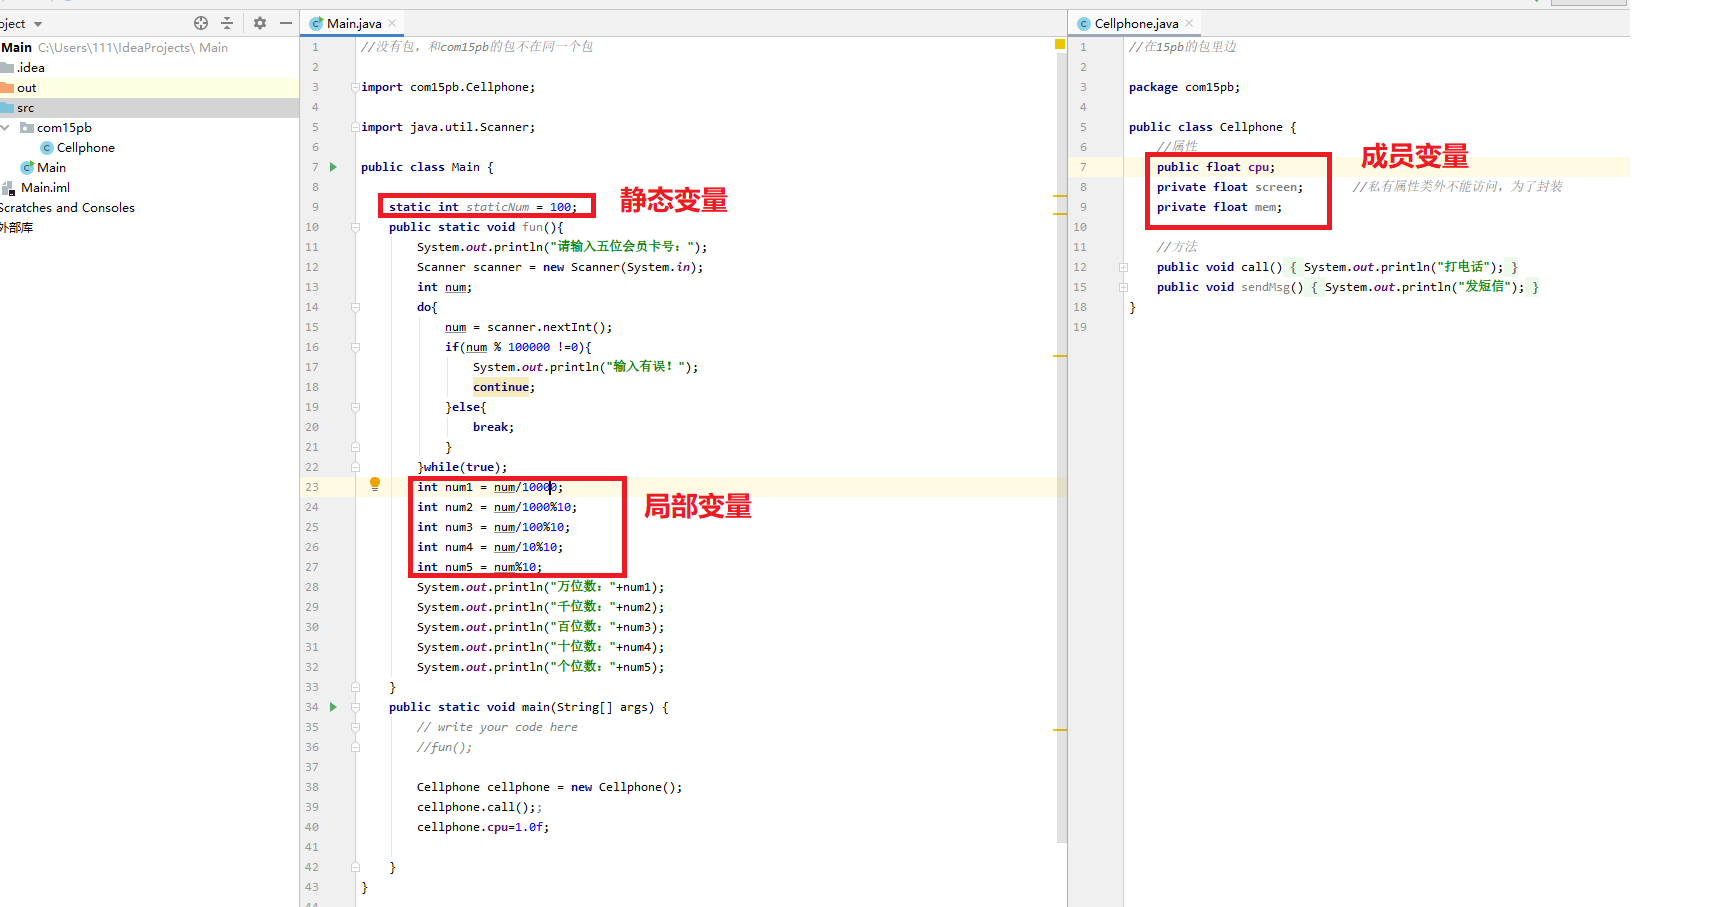 oject
Main C:\Users\111\IdeaProjects\ Main
.idea
out
src
com15pb
Cellphone
Main
Main.iml
Scratches and Consoles
外部库
Main.java
1 //没有包，和com15pb的包不在同一个包
2
3 import com15pb.Cellphone;
4
5 import java.util.Scanner;
6
7 public class Main {
8
9 static int staticNum = 100;
静态变量
10 public static void fun(){
11 System.out.println("请输入五位会员卡号：");
12 Scanner scanner = new Scanner(System.in);
13 int num;
14 do{
15 num = scanner.nextInt();
16 if(num % 100000 !=0){
17 System.out.println("输入有误！");
18 continue;
19 }else{
20 break;
21 }
22 }while(true);
23 int num1 = num/10000;
24 int num2 = num/1000%10;
局部变量
25 int num3 = num/100%10;
26 int num4 = num/10%10;
27 int num5 = num%10;
28 System.out.println("万位数："+num1);
29 System.out.println("千位数："+num2);
30 System.out.println("百位数："+num3);
31 System.out.println("十位数："+num4);
32 System.out.println("个位数："+num5);
33 }
34 public static void main(String[] args) {
35 // write your code here
36 //fun();
37
38 Cellphone cellphone = new Cellphone();
39 cellphone.call();;
40 cellphone.cpu=1.0f;
41
42 }
43 }
44
Cellphone.java
1 //在15pb的包里边
2
3 package com15pb;
4
5 public class Cellphone {
6 //属性
成员变量
7 public float cpu;
8 private float screen; //私有属性类外不能访问，为了封装
9 private float mem;
10
11 //方法
12 public void call() { System.out.println("打电话"); }
15 public void sendMsg() { System.out.println("发短信"); }
18 }
19